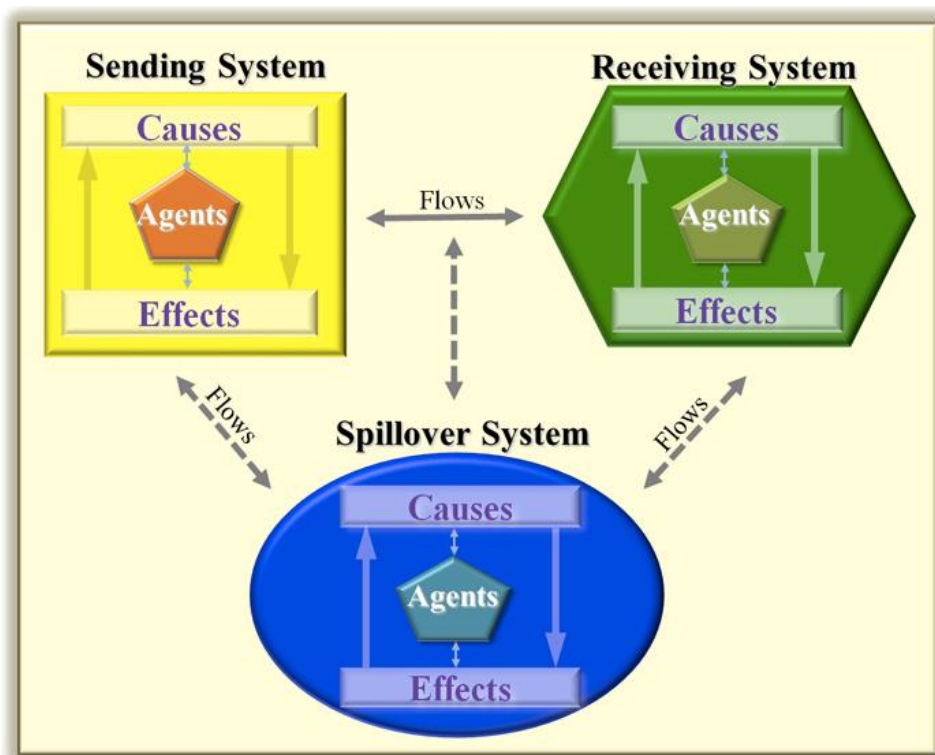 Sending System
Causes
Agents
Effects
Flows
Receiving System
Causes
Agents
Effects
Flows
Flows
Spillover System
Causes
Agents
Effects